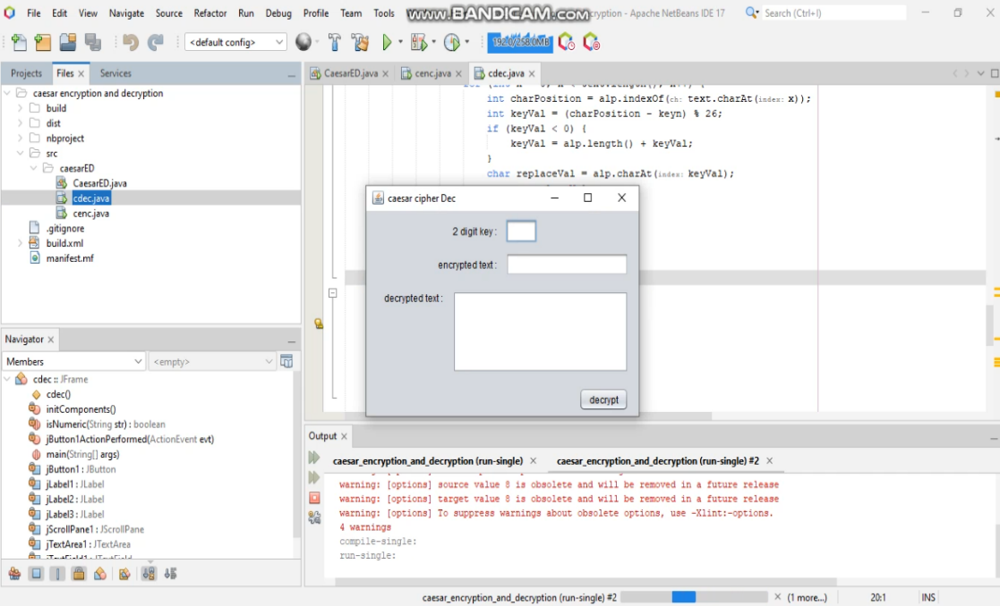 File Edit View Navigate Source Refactor Run Debug Profile Team Tools www.BANDICAM.com cryption - Apache NetBeans IDE 17 Search (Ctrl+I)
<default config> 192.0/258.0MB
Projects Files × Services
CaesarED.java × cenc.java × cdec.java ×
caesar encryption and decryption
build
dist
nbproject
src
caesarED
CaesarED.java
cdec.java
cenc.java
.gitignore
build.xml
manifest.mf
int charPosition = alp.indexOf(ch: text.charAt(index: x));
int keyVal = (charPosition - keyn) % 26;
if (keyVal < 0) {
keyVal = alp.length() + keyVal;
}
char replaceVal = alp.charAt(index: keyVal);
caesar cipher Dec
2 digit key :
encrypted text :
decrypted text :
decrypt
Navigator ×
Members <empty>
cdec :: JFrame
cdec()
initComponents()
isNumeric(String str) : boolean
jButton1ActionPerformed(ActionEvent evt)
main(String[] args)
jButton1 : JButton
jLabel1 : JLabel
jLabel2 : JLabel
jLabel3 : JLabel
jScrollPane1 : JScrollPane
jTextArea1 : JTextArea
jTextField1 : JTextField
Output ×
caesar_encryption_and_decryption (run-single) × caesar_encryption_and_decryption (run-single) #2 ×
warning: [options] source value 8 is obsolete and will be removed in a future release
warning: [options] target value 8 is obsolete and will be removed in a future release
warning: [options] To suppress warnings about obsolete options, use -Xlint:-options.
4 warnings
compile-single:
run-single:
caesar_encryption_and_decryption (run-single) #2 × (1 more...) 20:1 INS